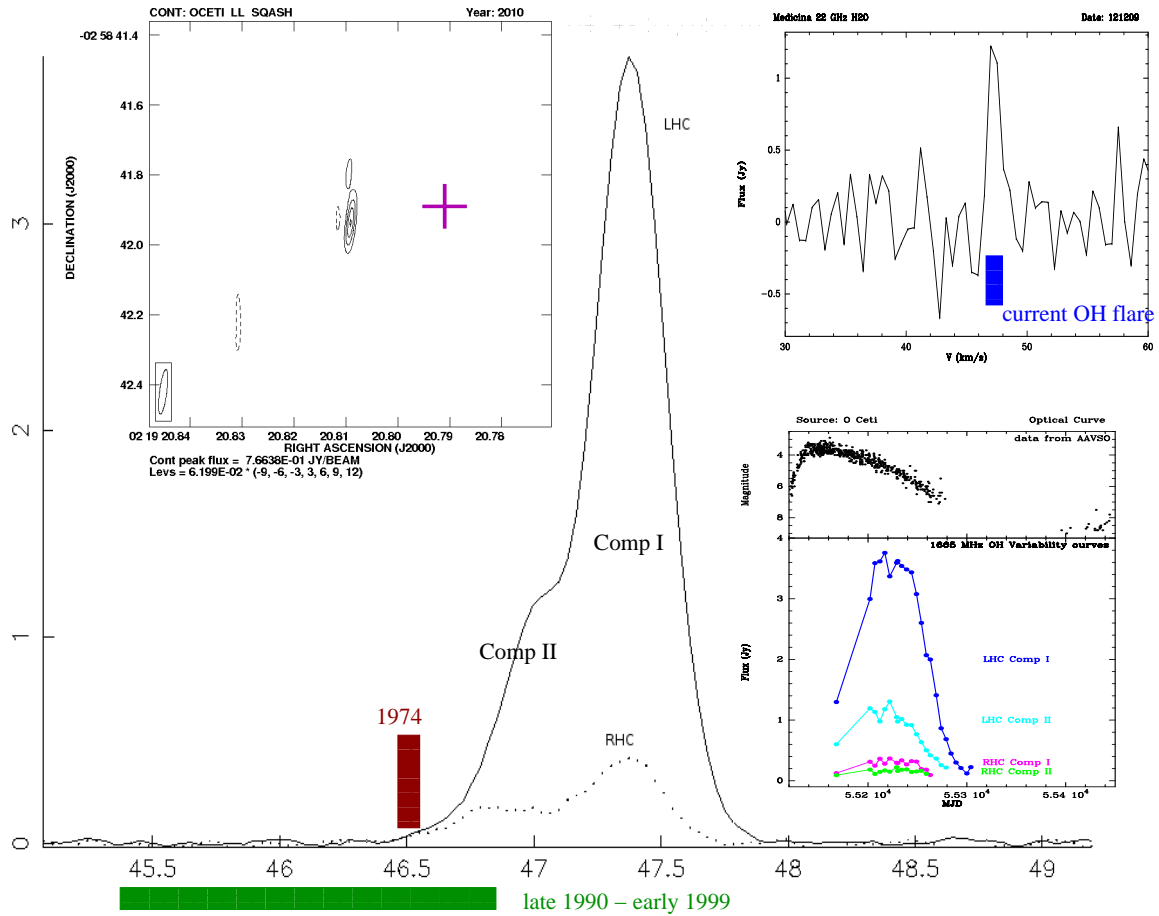 CONT: OCETI LL SQASH Year: 2010
-02 58 41.4
41.6
41.8
42.0
42.2
42.4
DECLINATION (J2000)
02 19 20.84 20.83 20.82 20.81 20.80 20.79 20.78
RIGHT ASCENSION (J2000)
Cont peak flux = 7.6638E-01 JY/BEAM
Levs = 6.199E-02 * (-9, -6, -3, 3, 6, 9, 12)
LHC
Comp I
Comp II
RHC
1974
3
2
1
0
45.5 46 46.5 47 47.5 48 48.5 49
late 1990 – early 1999
Medicina 22 GHz H2O Date: 121209
1
0.5
0
-0.5
Flux (Jy)
current OH flare
30 40 50 60
V (km/s)
Source: O Ceti Optical Curve
data from AAVSO
Magnitude
4
6
8
4
1665 MHz OH Variability curves
3
2
1
0
Flux (Jy)
LHC Comp I
LHC Comp II
RHC Comp I
RHC Comp II
5.52 10⁴ 5.53 10⁴ 5.54 10⁴
MJD